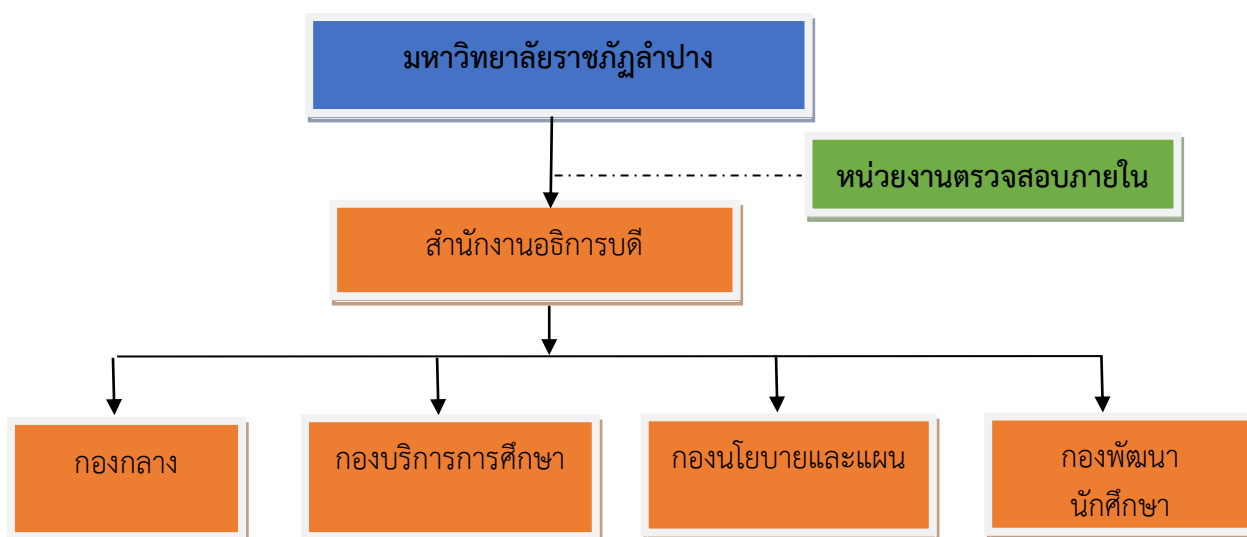 มหาวิทยาลัยราชภัฏลำปาง
หน่วยงานตรวจสอบภายใน
สำนักงานอธิการบดี
กองกลาง
กองบริการการศึกษา
กองนโยบายและแผน
กองพัฒนา
นักศึกษา